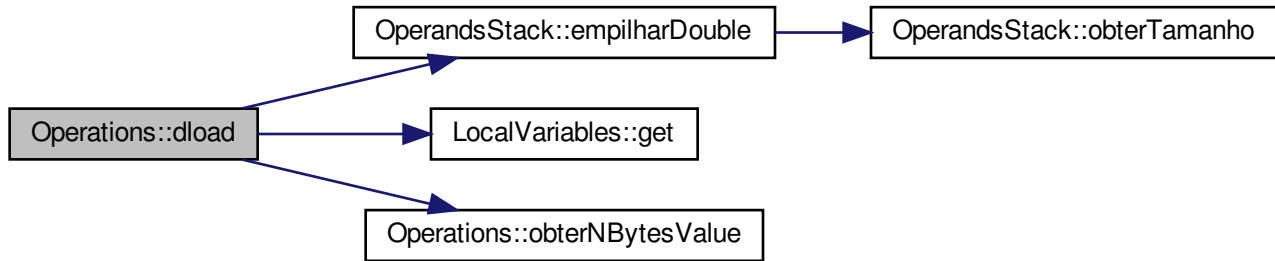 OperandsStack::empilharDouble
OperandsStack::obterTamanho
Operations::dload
LocalVariables::get
Operations::obterNBytesValue